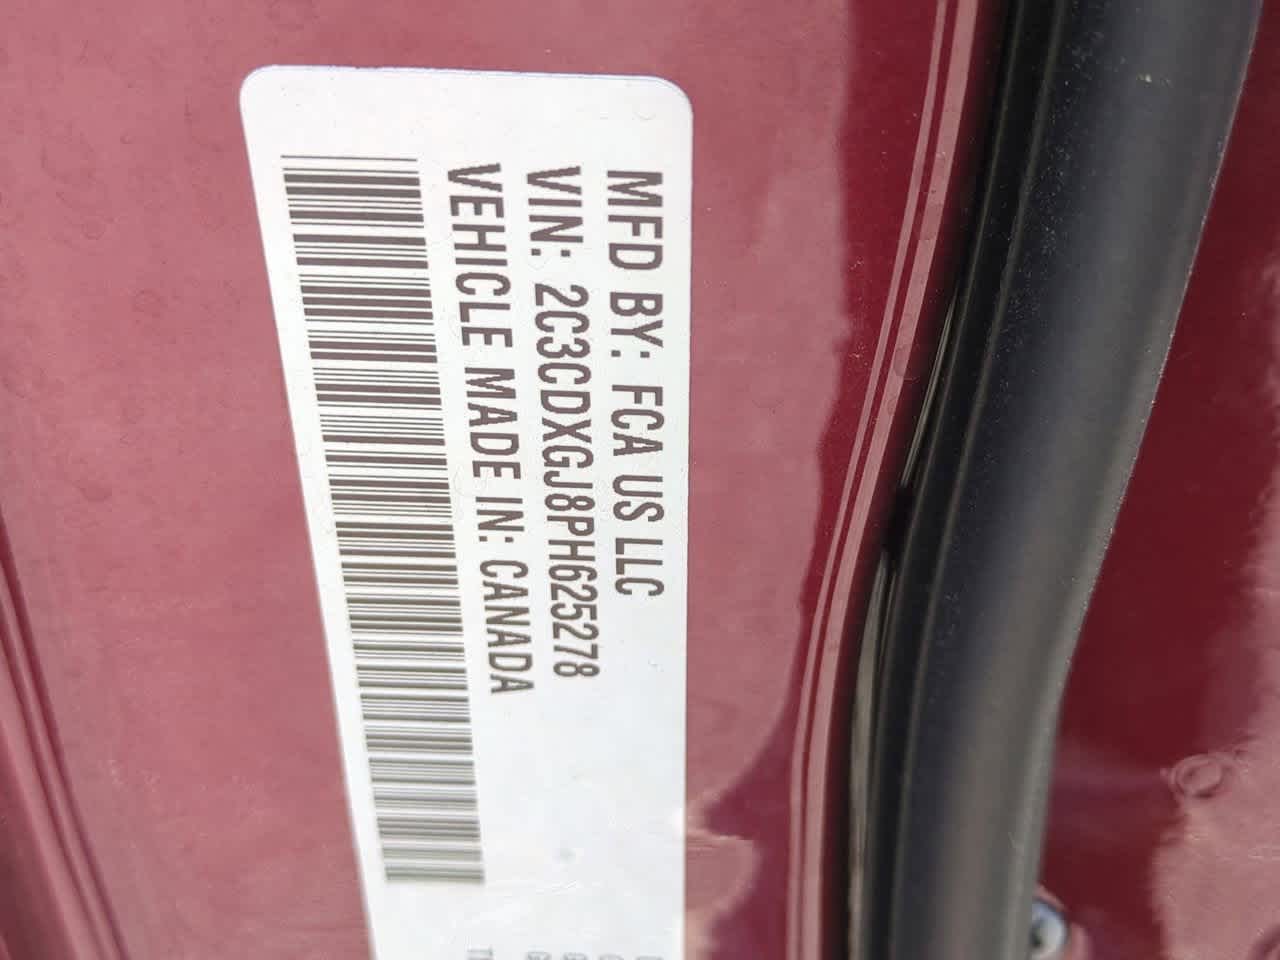 MFD BY: FCA US LLC
VIN: 2C3CDXGJ8PH625278
VEHICLE MADE IN: CANADA